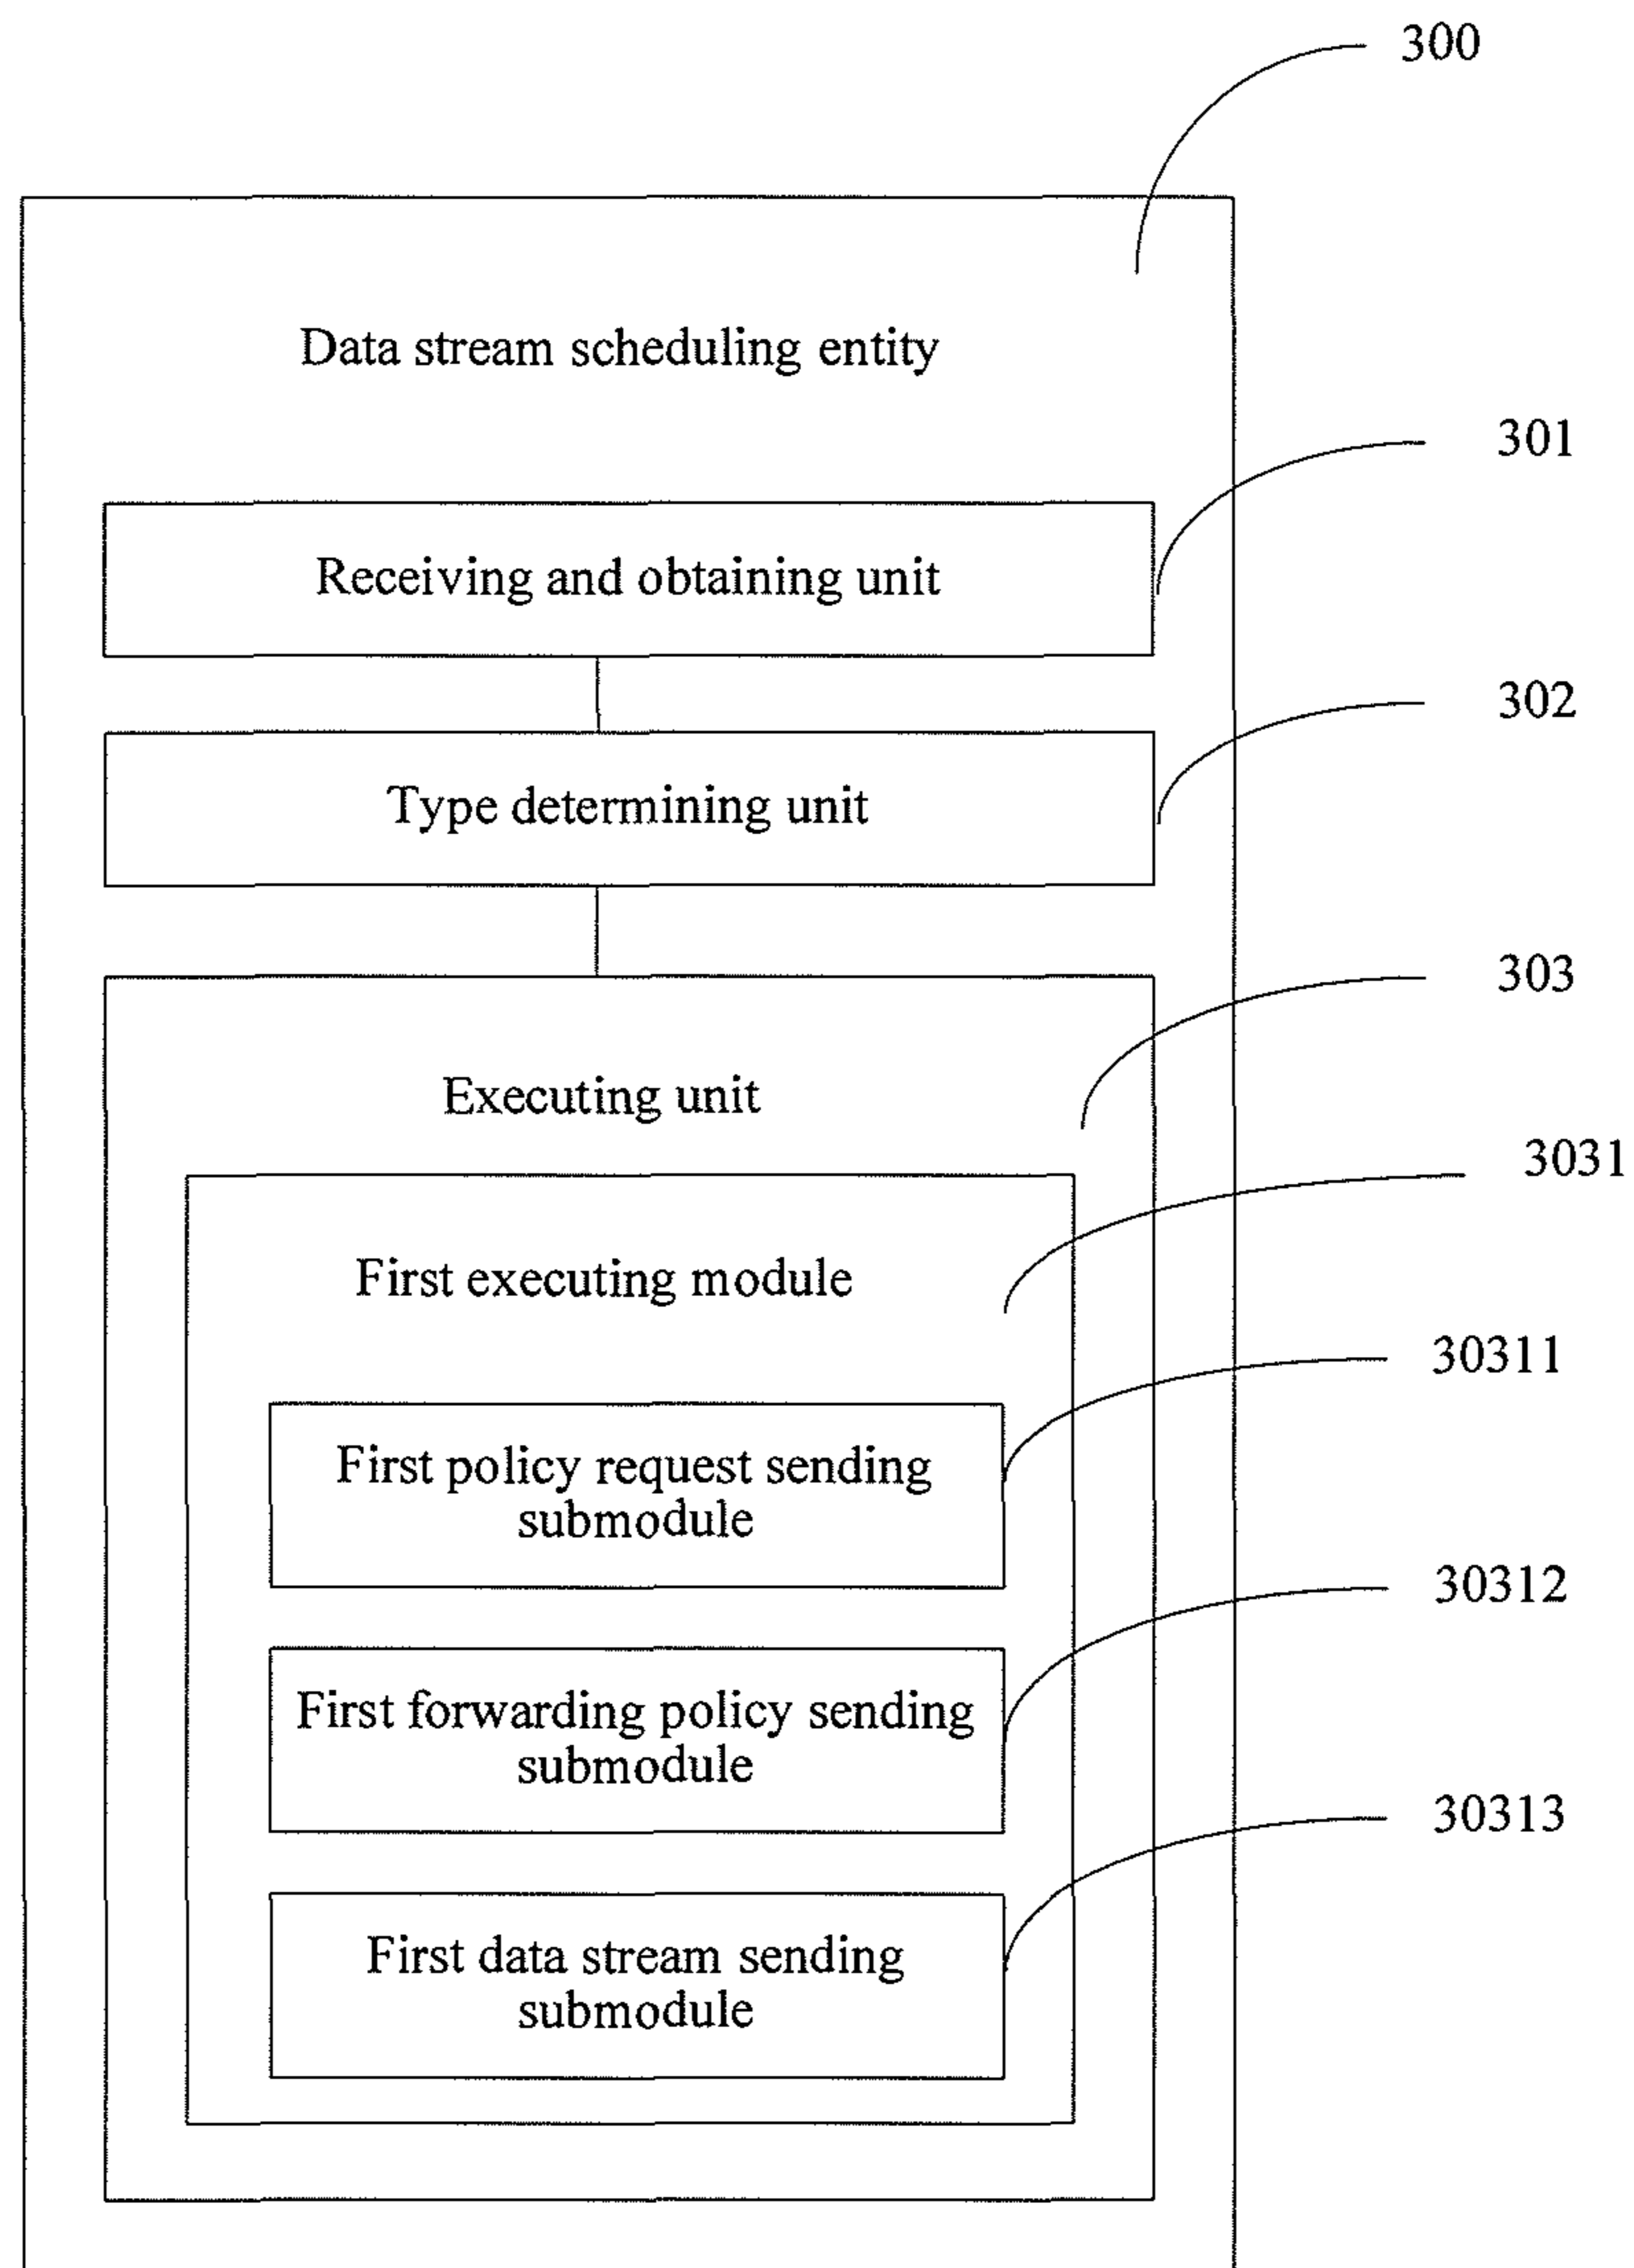 300
Data stream scheduling entity
301
Receiving and obtaining unit
302
Type determining unit
303
Executing unit
3031
First executing module
30311
First policy request sending
submodule
30312
First forwarding policy sending
submodule
30313
First data stream sending
submodule